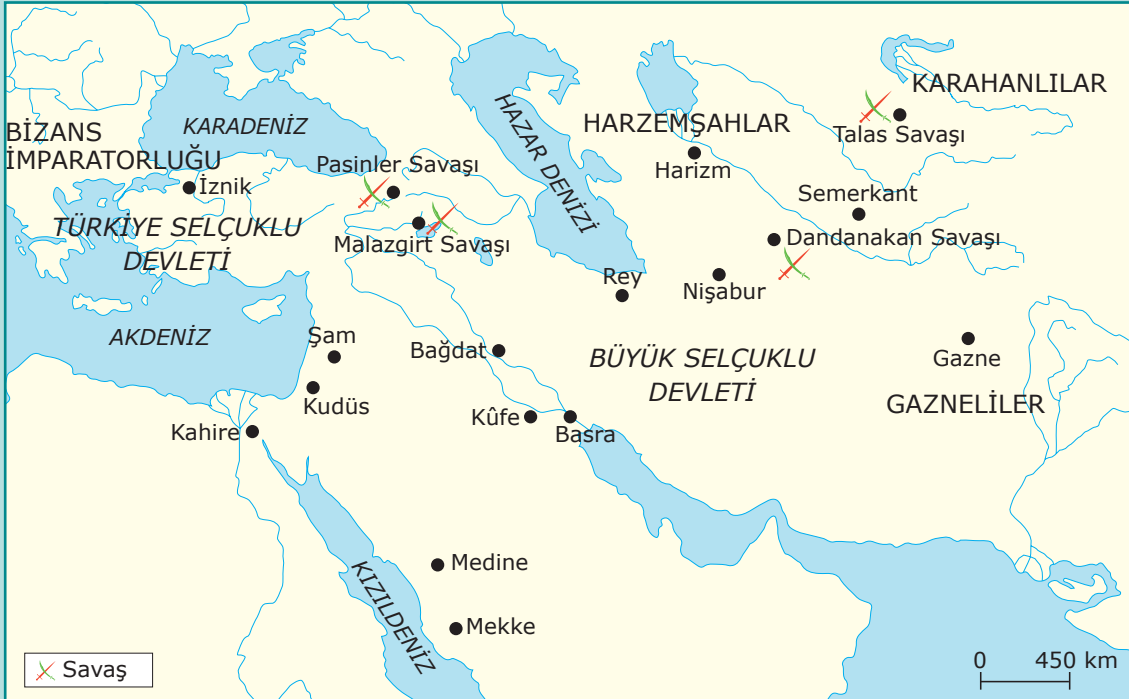 KARAHANLILAR
Talas Savaşı
HARZEMŞAHLAR
HAZAR DENİZİ
KARADENİZ
BİZANS
İMPARATORLUĞU
Pasinler Savaşı
Harizm
İznik
Semerkant
TÜRKİYE SELÇUKLU
DEVLETİ
Malazgirt Savaşı
Dandanakan Savaşı
Rey
Nişabur
AKDENİZ
Şam
Bağdat
BÜYÜK SELÇUKLU
DEVLETİ
Gazne
Kudüs
GAZNELİLER
Kûfe
Basra
Kahire
Medine
KIZILDENİZ
Mekke
Savaş
0 450 km